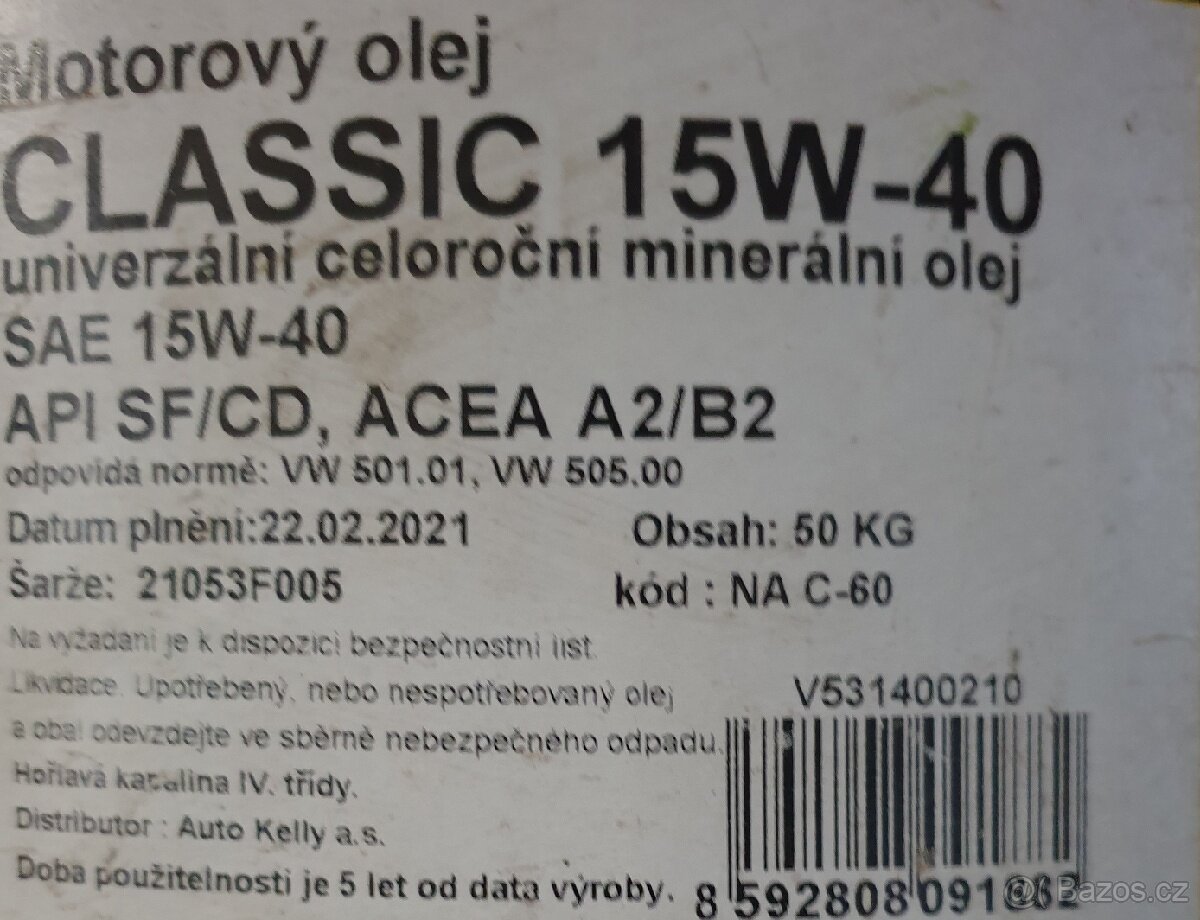 Motorový olej
CLASSIC 15W-40
univerzální celoroční minerální olej
SAE 15W-40
API SF/CD, ACEA A2/B2
odpovídá normě: VW 501.01, VW 505.00
Datum plnění:22.02.2021 Obsah: 50 KG
Šarže: 21053F005 kód : NA C-60
Na vyžádání je k dispozici bezpečnostní list.
Likvidace. Upotřebený, nebo nespotřebovaný olej
V531400210
a obal odevzdejte ve sběrně nebezpečného odpadu.
Hořlavá kapalina IV. třídy.
Distributor : Auto Kelly a.s.
Doba použitelnosti je 5 let od data výroby.
8 592808 091
Bazos.cz